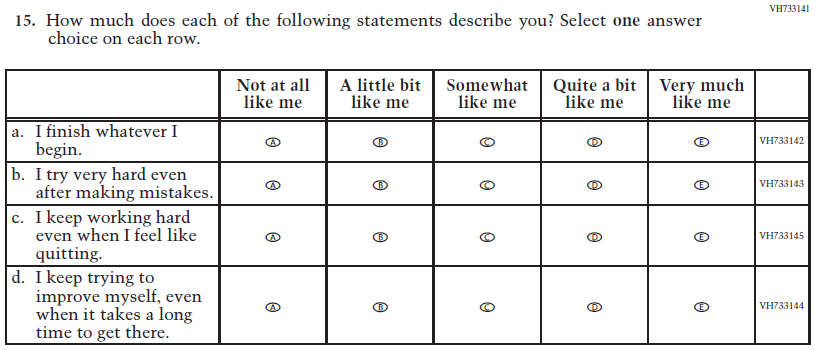 VH733141
15. How much does each of the following statements describe you? Select one answer
choice on each row.
Not at all like me A little bit like me Somewhat like me Quite a bit like me Very much like me
a. I finish whatever I
begin.
A B C D E VH733142
b. I try very hard even
after making mistakes.
A B C D E VH733143
c. I keep working hard
even when I feel like
quitting.
A B C D E VH733145
d. I keep trying to
improve myself, even
when it takes a long
time to get there.
A B C D E VH733144